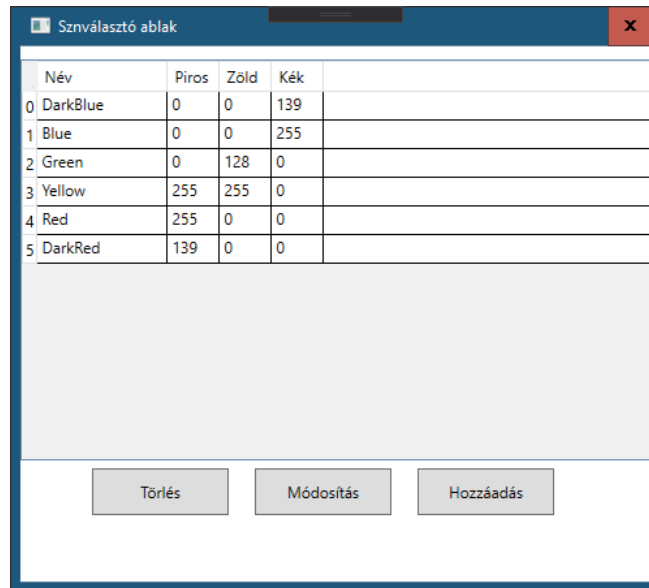 Sznválasztó ablak x
Név Piros Zöld Kék
0 DarkBlue 0 0 139
1 Blue 0 0 255
2 Green 0 128 0
3 Yellow 255 255 0
4 Red 255 0 0
5 DarkRed 139 0 0
Törlés Módosítás Hozzáadás